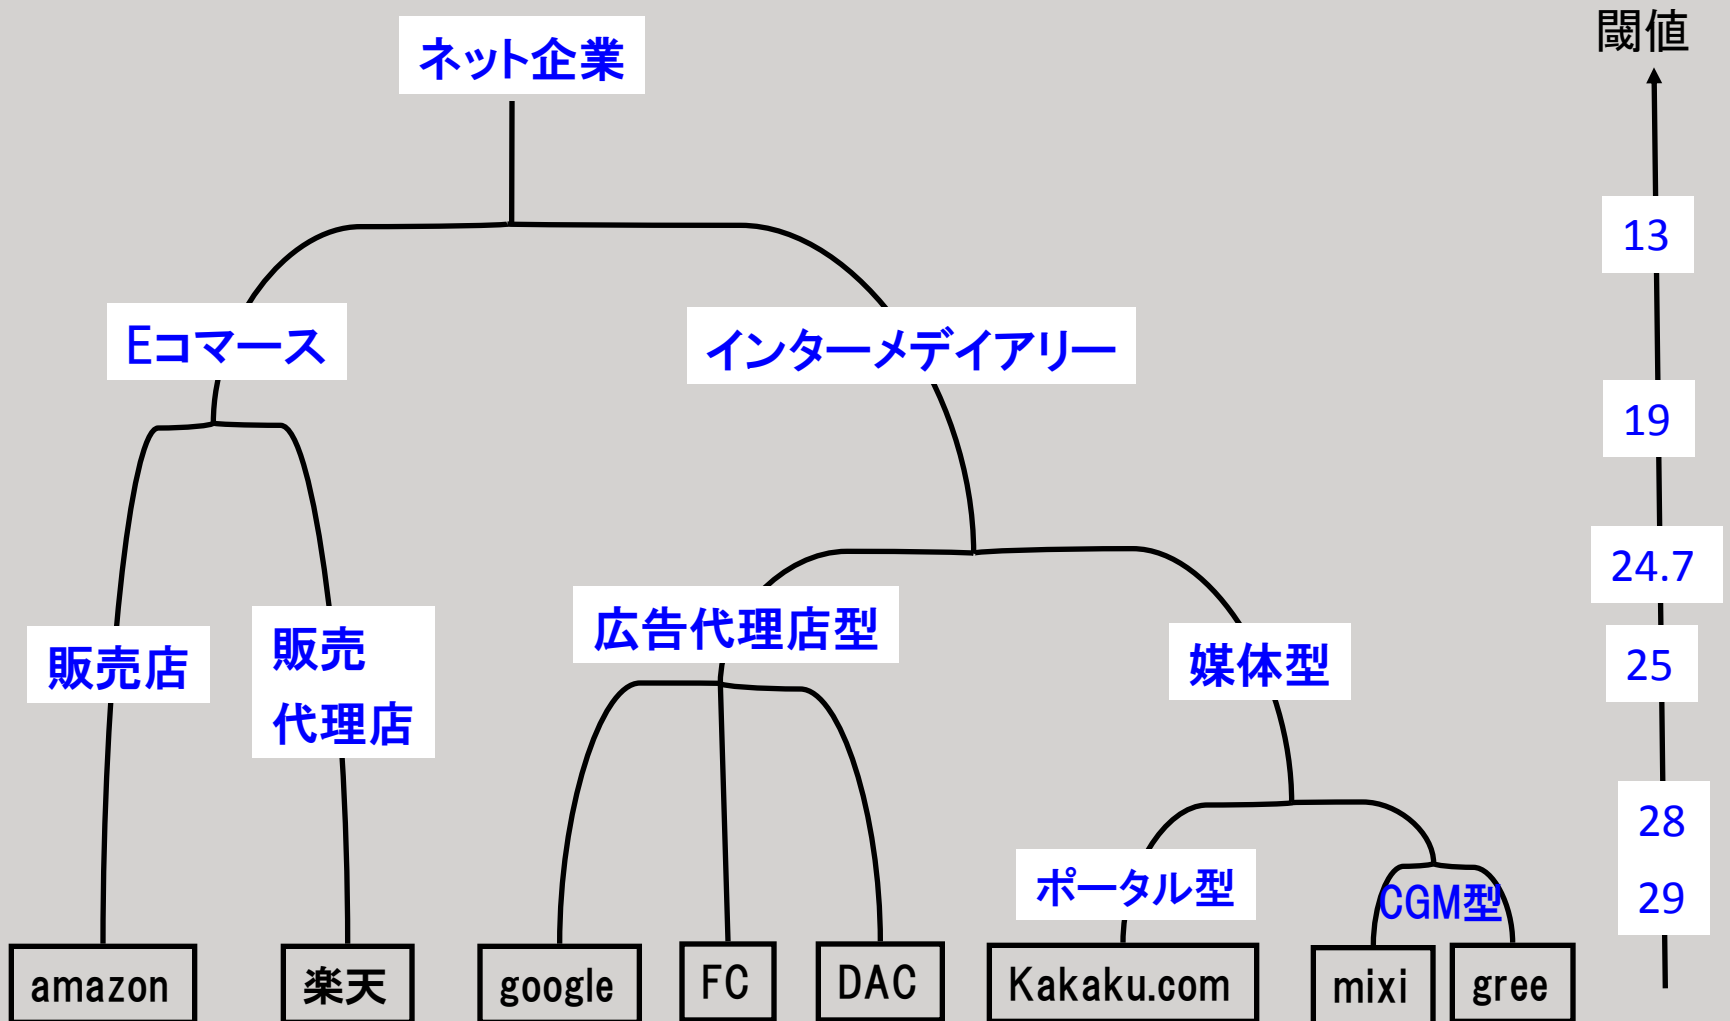 閾値
ネット企業
13
Eコマース
インターメデイアリー
19
24.7
広告代理店型
販売店
販売
代理店
媒体型
25
28
ポータル型
CGM型
29
amazon
楽天
google
FC
DAC
Kakaku.com
mixi
gree